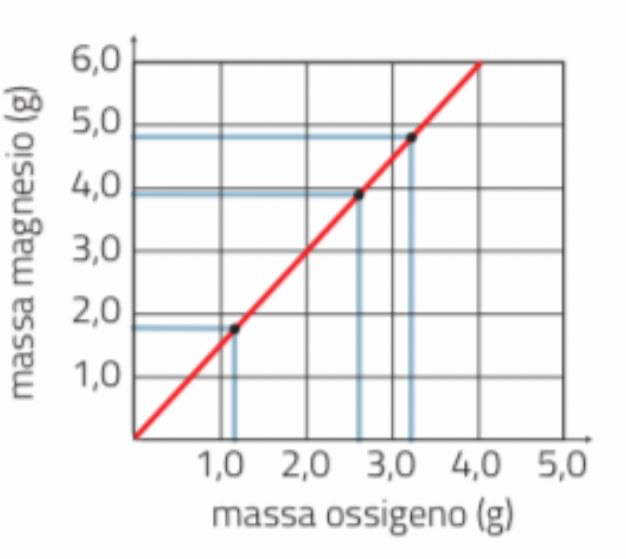 massa magnesio (g)
6,0
5,0
4,0
3,0
2,0
1,0
1,0 2,0 3,0 4,0 5,0
massa ossigeno (g)